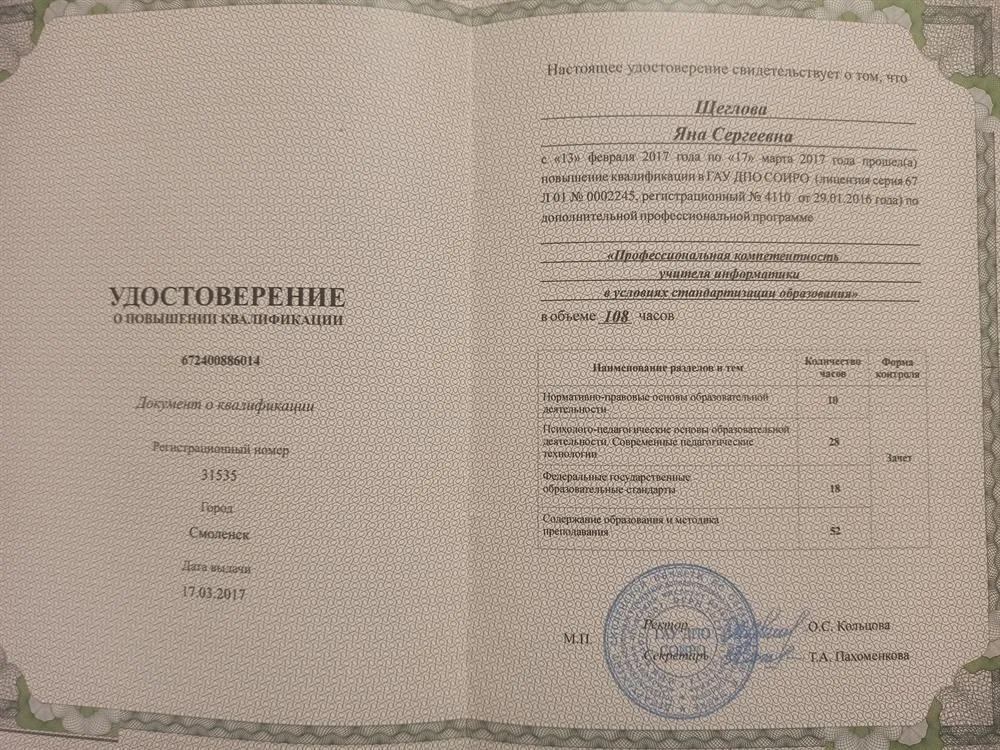 УДОСТОВЕРЕНИЕ
О ПОВЫШЕНИИ КВАЛИФИКАЦИИ
672400886014
Документ о квалификации
Регистрационный номер
31535
Город
Смоленск
Дата выдачи
17.03.2017
Настоящее удостоверение свидетельствует о том, что
Щеглова
Яна Сергеевна
с «13» февраля 2017 года по «17» марта 2017 года прошел(а)
повышение квалификации в ГАУ ДПО СОИРО (лицензия серия 67
Л 01 № 0002245, регистрационный № 4110 от 29.01.2016 года) по
дополнительной профессиональной программе
«Профессиональная компетентность
учителя информатики
в условиях стандартизации образования»
в объеме 108 часов
Наименование разделов и тем
Количество
часов
Форма
контроля
Нормативно-правовые основы образовательной
деятельности
10
Психолого-педагогические основы образовательной
деятельности. Современные педагогические
технологии
28
Зачет
Федеральные государственные
образовательные стандарты
18
Содержание образования и методика
преподавания
52
М.П.
Ректор
О.С. Кольцова
Секретарь
Т.А. Пахоменкова
ГАУ ДПО
СОИРО